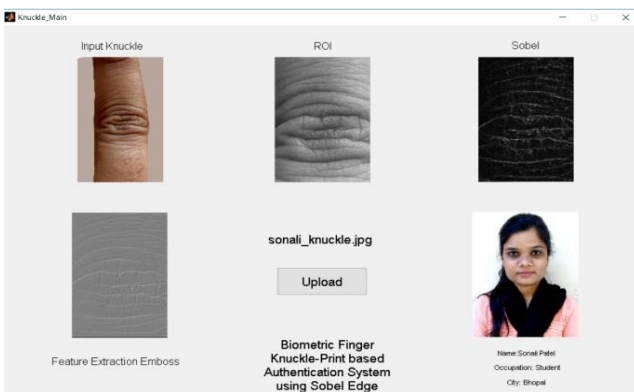 Knuckle_Main
Input Knuckle
ROI
Sobel
sonali_knuckle.jpg
Upload
Feature Extraction Emboss
Biometric Finger
Knuckle-Print based
Authentication System
using Sobel Edge
Name:Sonali Patel
Occupation: Student
City: Bhopal